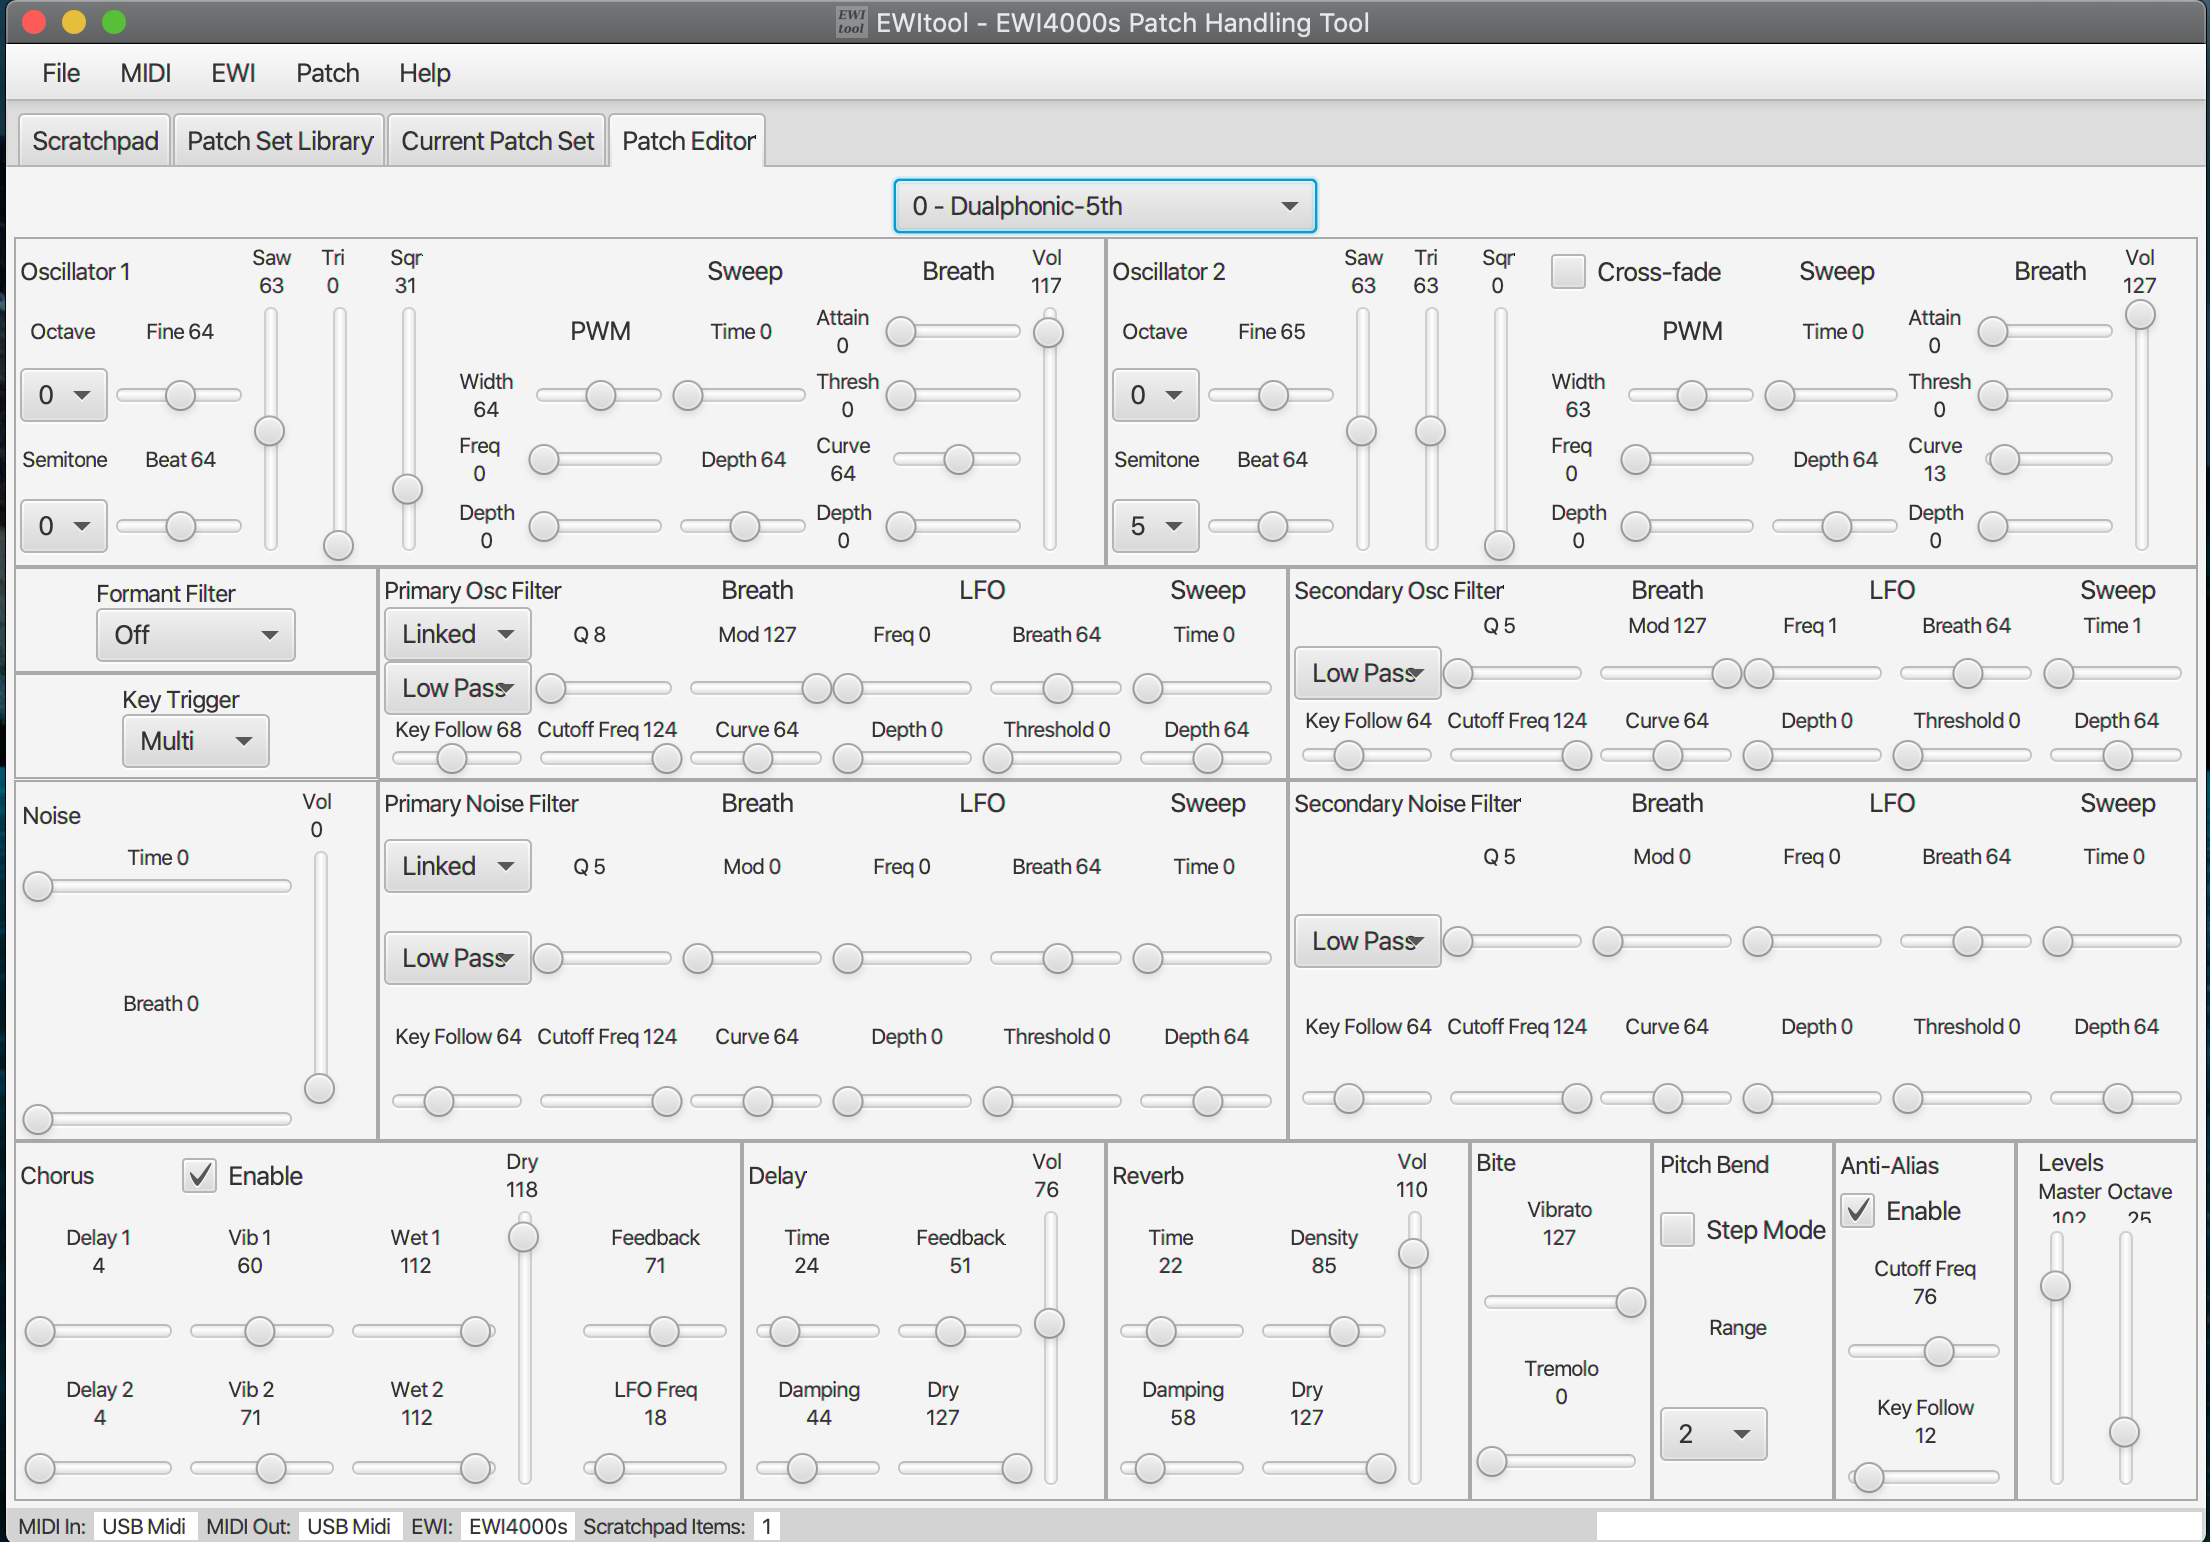 EWI tool EWItool - EWI4000s Patch Handling Tool
File MIDI EWI Patch Help
Scratchpad Patch Set Library Current Patch Set Patch Editor
0 - Dualphonic-5th
Oscillator 1 Saw 63 Tri 0 Sqr 31 Sweep Breath Vol 117
Octave Fine 64 PWM Time 0 Attain 0
0 Width 64 Thresh 0
Semitone Beat 64 Freq 0 Depth 64 Curve 64
0 Depth 0 Depth 0
Oscillator 2 Saw 63 Tri 63 Sqr 0 Cross-fade Sweep Breath Vol 127
Octave Fine 65 PWM Time 0 Attain 0
0 Width 63 Thresh 0
Semitone Beat 64 Freq 0 Depth 64 Curve 13
5 Depth 0 Depth 0
Formant Filter
Off
Key Trigger
Multi
Primary Osc Filter Breath LFO Sweep
Linked Q 8 Mod 127 Freq 0 Breath 64 Time 0
Low Pass
Key Follow 68 Cutoff Freq 124 Curve 64 Depth 0 Threshold 0 Depth 64
Secondary Osc Filter Breath LFO Sweep
Q 5 Mod 127 Freq 1 Breath 64 Time 1
Low Pass
Key Follow 64 Cutoff Freq 124 Curve 64 Depth 0 Threshold 0 Depth 64
Noise Vol 0
Time 0
Breath 0
Primary Noise Filter Breath LFO Sweep
Linked Q 5 Mod 0 Freq 0 Breath 64 Time 0
Low Pass
Key Follow 64 Cutoff Freq 124 Curve 64 Depth 0 Threshold 0 Depth 64
Secondary Noise Filter Breath LFO Sweep
Q 5 Mod 0 Freq 0 Breath 64 Time 0
Low Pass
Key Follow 64 Cutoff Freq 124 Curve 64 Depth 0 Threshold 0 Depth 64
Chorus Enable Dry 118
Delay 1 4 Vib 1 60 Wet 1 112 Feedback 71
Delay 2 4 Vib 2 71 Wet 2 112 LFO Freq 18
Delay Vol 76
Time 24 Feedback 51
Damping 44 Dry 127
Reverb Vol 110
Time 22 Density 85
Damping 58 Dry 127
Bite
Vibrato 127
Tremolo 0
Pitch Bend
Step Mode
Range
2
Anti-Alias
Enable
Cutoff Freq 76
Key Follow 12
Levels
Master Octave
102 25
MIDI In: USB Midi MIDI Out: USB Midi EWI: EWI4000s Scratchpad Items: 1